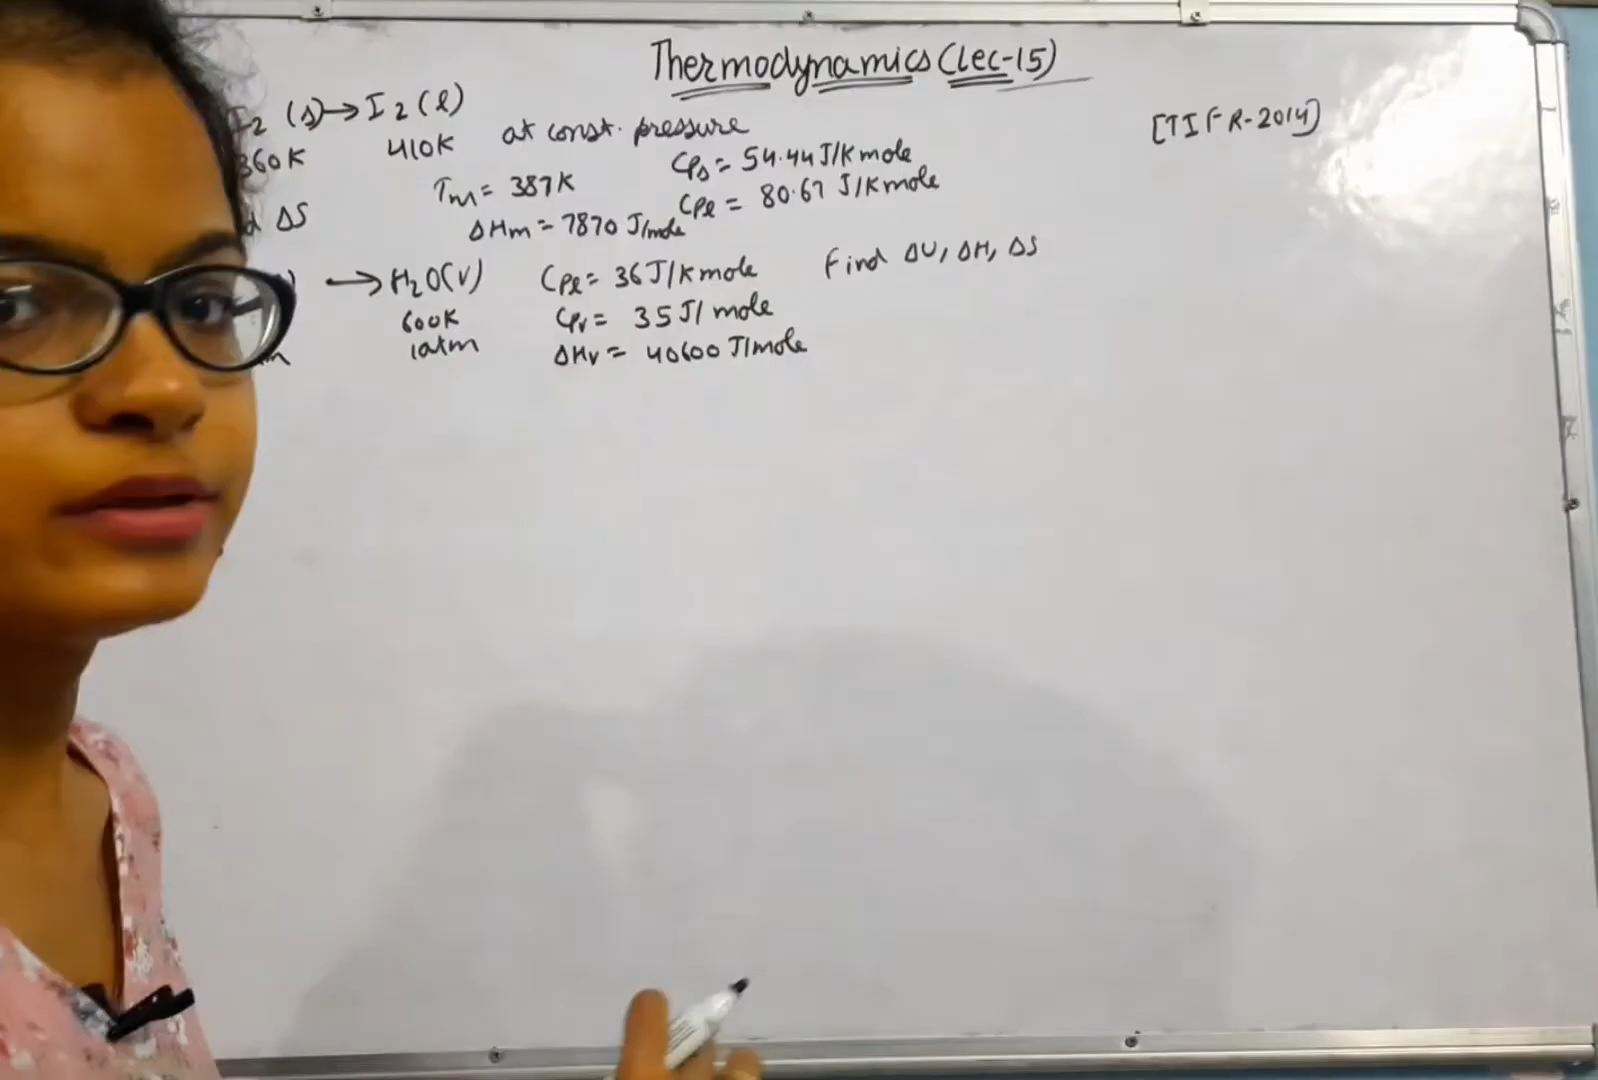 Thermodynamics (Lec-15)
I2 (s) → I2 (l) at const. pressure [TIFR-2014]
360K 410K
Tm = 387K Cps = 54.44 J/K mole
ΔS ΔHm = 7870 J/mole Cpl = 80.67 J/K mole
→ H2O(v) Cpl = 36 J/K mole Find ΔU, ΔH, ΔS
600K Cpv = 35 J/mole
1atm ΔHv = 40600 J/mole